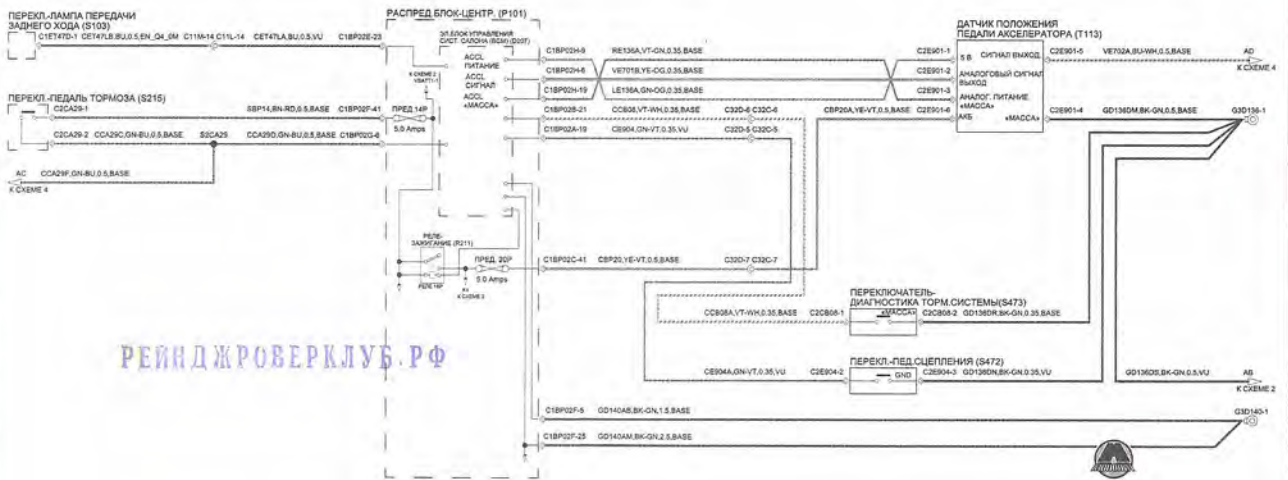 ПЕРЕКЛ.-ЛАМПА ПЕРЕДАЧИ
ЗАДНЕГО ХОДА (S103)
C1ET47D-1 CET47LB,BU,0.5,EN_Q4_0M C11M-14 C11L-14 CET47LA,BU,0.5,VU C1BP02E-23
ПЕРЕКЛ.-ПЕДАЛЬ ТОРМОЗА (S215)
C2CA29-1 SBP14,BN-RD,0.5,BASE C1BP02F-41
C2CA29-2 CCA29C,GN-BU,0.5,BASE S2CA29 CCA29D,GN-BU,0.5,BASE C1BP02G-6
AC CCA29F,GN-BU,0.5,BASE
К СХЕМЕ 4
РАСПРЕД.БЛОК-ЦЕНТР. (P101)
ЭЛ.БЛОК УПРАВЛЕНИЯ
СИСТ. САЛОНА (BCM) (D207)
ACCL
ПИТАНИЕ
ACCL
СИГНАЛ
ACCL
«МАССА»
К СХЕМЕ 2
VBATT1-1
ПРЕД 14P
5.0 Amps
РЕЛЕ-
ЗАЖИГАНИЕ (R211)
ПРЕД. 20P
5.0 Amps
К СХЕМЕ 3
C1BP02H-9 RE136A,VT-GN,0.35,BASE C2E901-1
C1BP02H-6 VE701B,YE-OG,0.35,BASE C2E901-2
C1BP02H-19 LE136A,GN-OG,0.35,BASE C2E901-3
C1BP02B-21 CCB08,VT-WH,0.35,BASE C32D-6 C32C-6 CBP20A,YE-VT,0.5,BASE C2E901-6
C1BP02A-19 CE904,GN-VT,0.35,VU C32D-5 C32C-5
C1BP02C-41 CBP20,YE-VT,0.5,BASE C32D-7 C32C-7
ДАТЧИК ПОЛОЖЕНИЯ
ПЕДАЛИ АКСЕЛЕРАТОРА (T113)
5 В СИГНАЛ ВЫХОД.
АНАЛОГОВЫЙ СИГНАЛ
ВЫХОД
АНАЛОГ. ПИТАНИЕ
«МАССА»
АКБ «МАССА»
C2E901-5 VE702A,BU-WH,0.5,BASE AD
К СХЕМЕ 4
C2E901-4 GD136DM,BK-GN,0.5,BASE G3D136-1
ПЕРЕКЛЮЧАТЕЛЬ-
ДИАГНОСТИКА ТОРМ.СИСТЕМЫ(S473)
CCB08A,VT-WH,0.35,BASE C2CB08-1 «МАССА» C2CB08-2 GD136DR,BK-GN,0.35,BASE
ПЕРЕКЛ.-ПЕД.СЦЕПЛЕНИЯ (S472)
CE904A,GN-VT,0.35,VU C2E904-2 GND C2E904-3 GD136DN,BK-GN,0.35,VU
GD136DS,BK-GN,0.5,VU AB
К СХЕМЕ 2
C1BP02F-5 GD140AB,BK-GN,1.5,BASE G3D140-1
C1BP02F-25 GD140AM,BK-GN,2.5,BASE
РЕЙНДЖРОВЕРКЛУБ.РФ